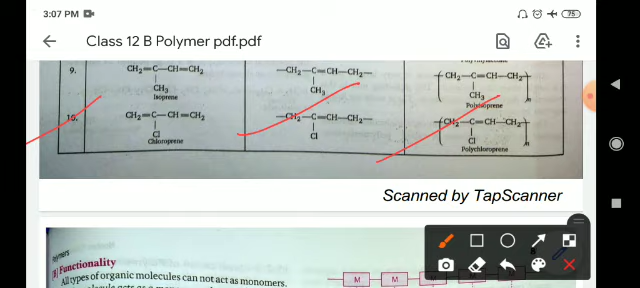 3:07 PM
75
Class 12 B Polymer pdf.pdf
9.
CH₂=C—CH=CH₂
CH₃
Isoprene
—CH₂—C=CH—CH₂—
CH₃
CH₂—C=CH—CH₂
CH₃
n
10.
CH₂=C—CH=CH₂
Cl
Chloroprene
—CH₂—C=CH—CH₂—
Cl
CH₂—C=CH—CH₂
Cl
n
Polychloroprene
Scanned by TapScanner
Polymers
Functionality
All types of organic molecules can not act as monomers.
M
M